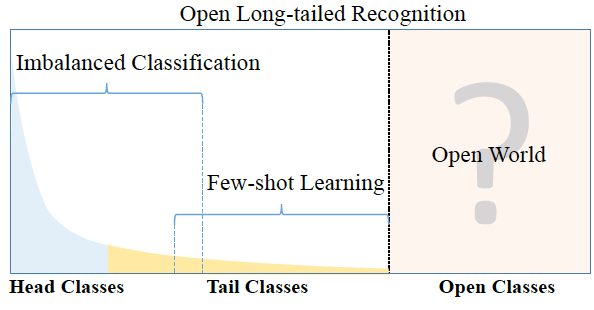 Open Long-tailed Recognition
Imbalanced Classification
Open World
?
Few-shot Learning
Head Classes
Tail Classes
Open Classes